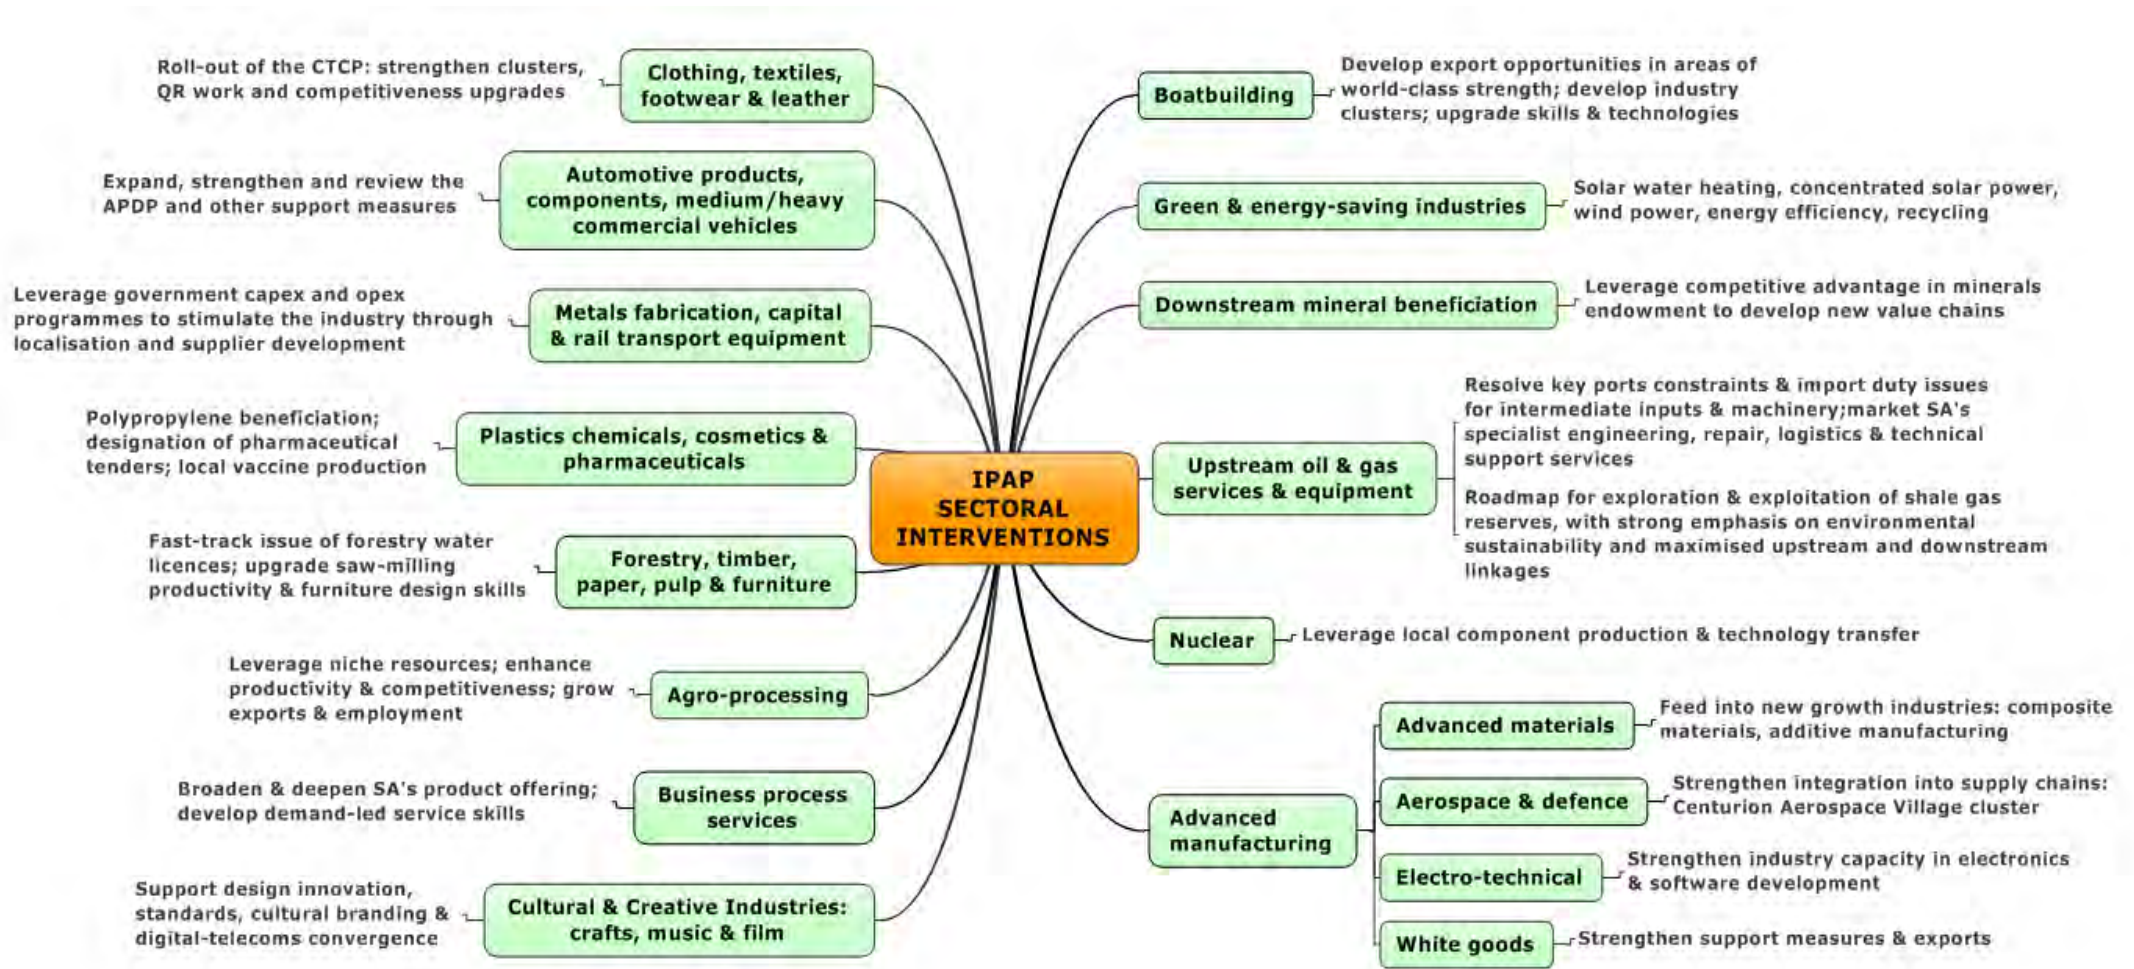 Roll-out of the CTCP: strengthen clusters,
QR work and competitiveness upgrades
Clothing, textiles,
footwear & leather
Expand, strengthen and review the
APDP and other support measures
Automotive products,
components, medium/heavy
commercial vehicles
Leverage government capex and opex
programmes to stimulate the industry through
localisation and supplier development
Metals fabrication, capital
& rail transport equipment
Polypropylene beneficiation;
designation of pharmaceutical
tenders; local vaccine production
Plastics chemicals, cosmetics &
pharmaceuticals
Fast-track issue of forestry water
licences; upgrade saw-milling
productivity & furniture design skills
Forestry, timber,
paper, pulp & furniture
Leverage niche resources; enhance
productivity & competitiveness; grow
exports & employment
Agro-processing
Broaden & deepen SA's product offering;
develop demand-led service skills
Business process
services
Support design innovation,
standards, cultural branding &
digital-telecoms convergence
Cultural & Creative Industries:
crafts, music & film
IPAP
SECTORAL
INTERVENTIONS
Boatbuilding
Develop export opportunities in areas of
world-class strength; develop industry
clusters; upgrade skills & technologies
Green & energy-saving industries
Solar water heating, concentrated solar power,
wind power, energy efficiency, recycling
Downstream mineral beneficiation
Leverage competitive advantage in minerals
endowment to develop new value chains
Upstream oil & gas
services & equipment
Resolve key ports constraints & import duty issues
for intermediate inputs & machinery;market SA's
specialist engineering, repair, logistics & technical
support services
Roadmap for exploration & exploitation of shale gas
reserves, with strong emphasis on environmental
sustainability and maximised upstream and downstream
linkages
Nuclear
Leverage local component production & technology transfer
Advanced
manufacturing
Advanced materials
Feed into new growth industries: composite
materials, additive manufacturing
Aerospace & defence
Strengthen integration into supply chains:
Centurion Aerospace Village cluster
Electro-technical
Strengthen industry capacity in electronics
& software development
White goods
Strengthen support measures & exports